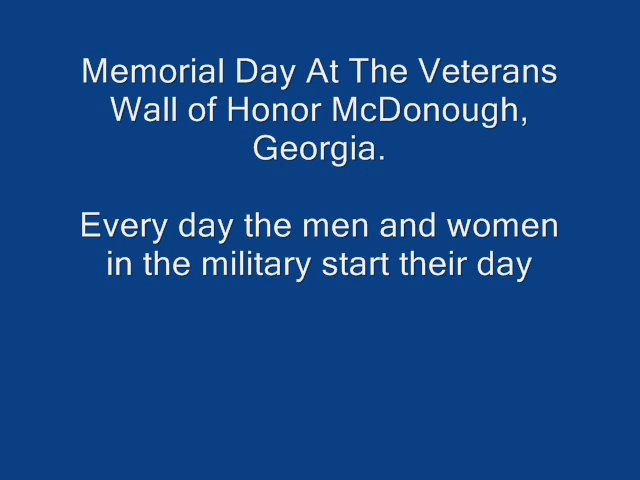 Memorial Day At The Veterans
Wall of Honor McDonough,
Georgia.
Every day the men and women
in the military start their day